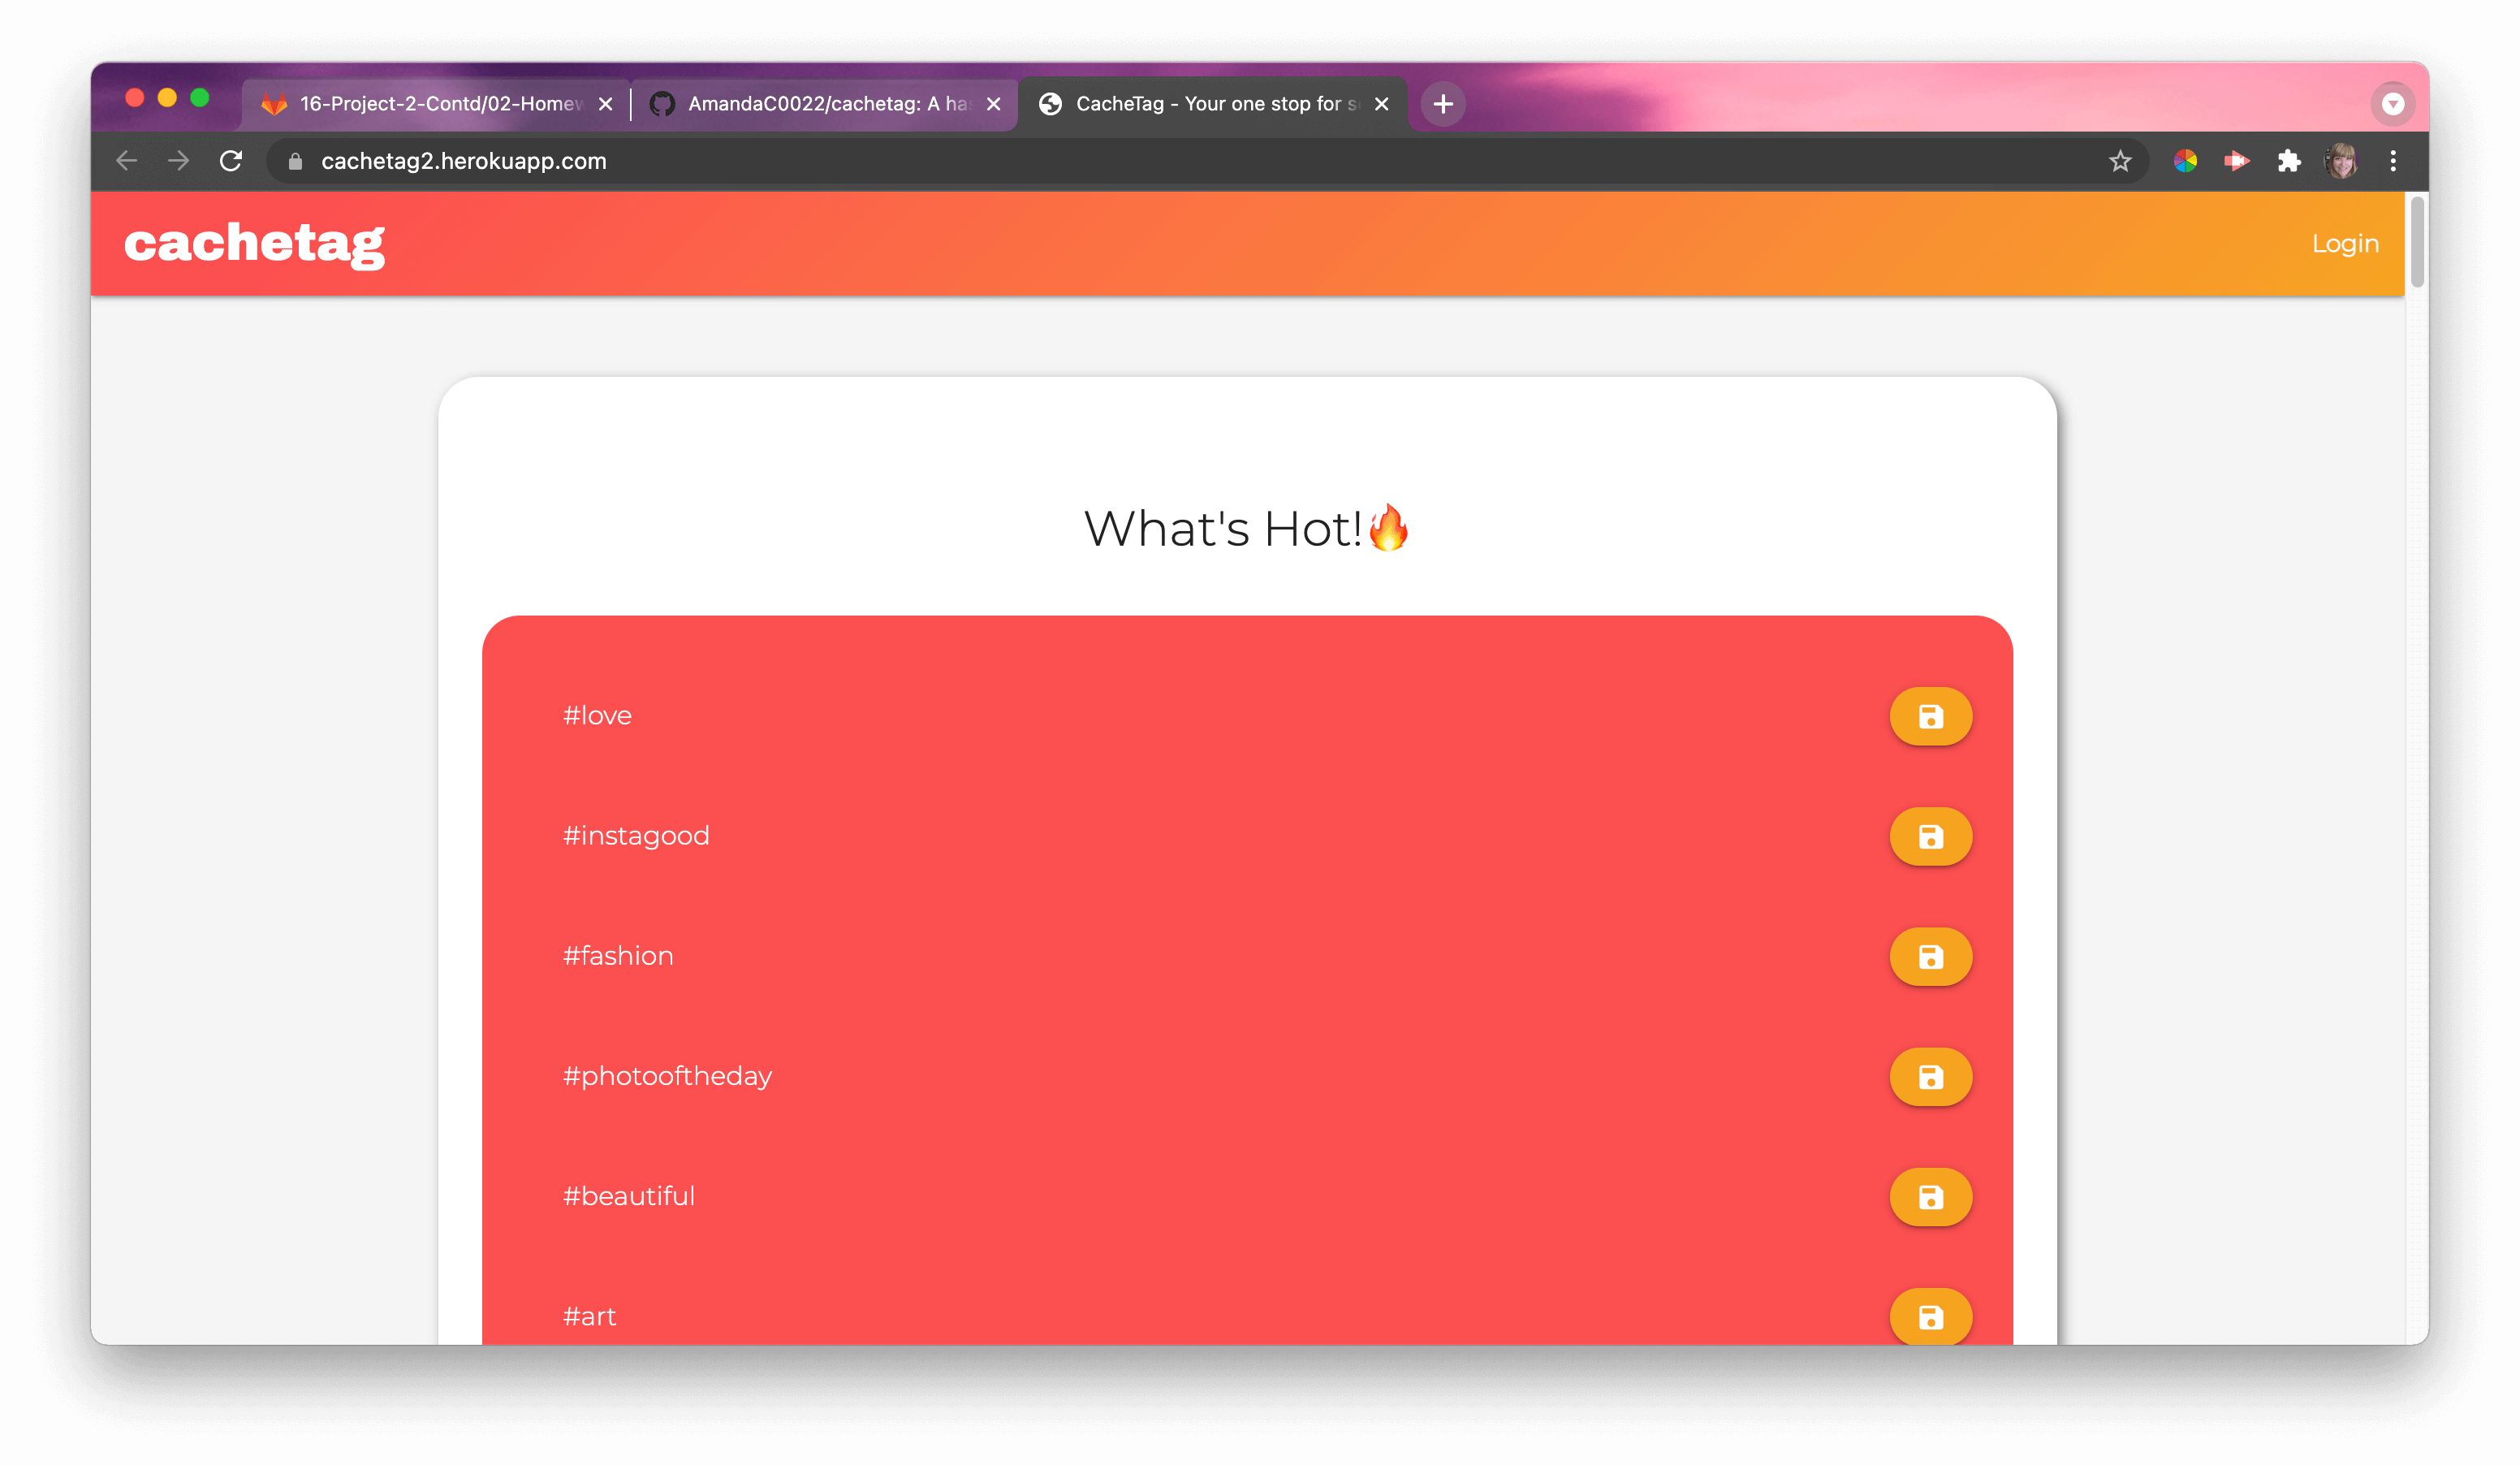 16-Project-2-Contd/02-Homew
AmandaC0022/cachetag: A has
CacheTag - Your one stop for s
cachetag2.herokuapp.com
cachetag
Login
What's Hot!🔥
#love
#instagood
#fashion
#photooftheday
#beautiful
#art